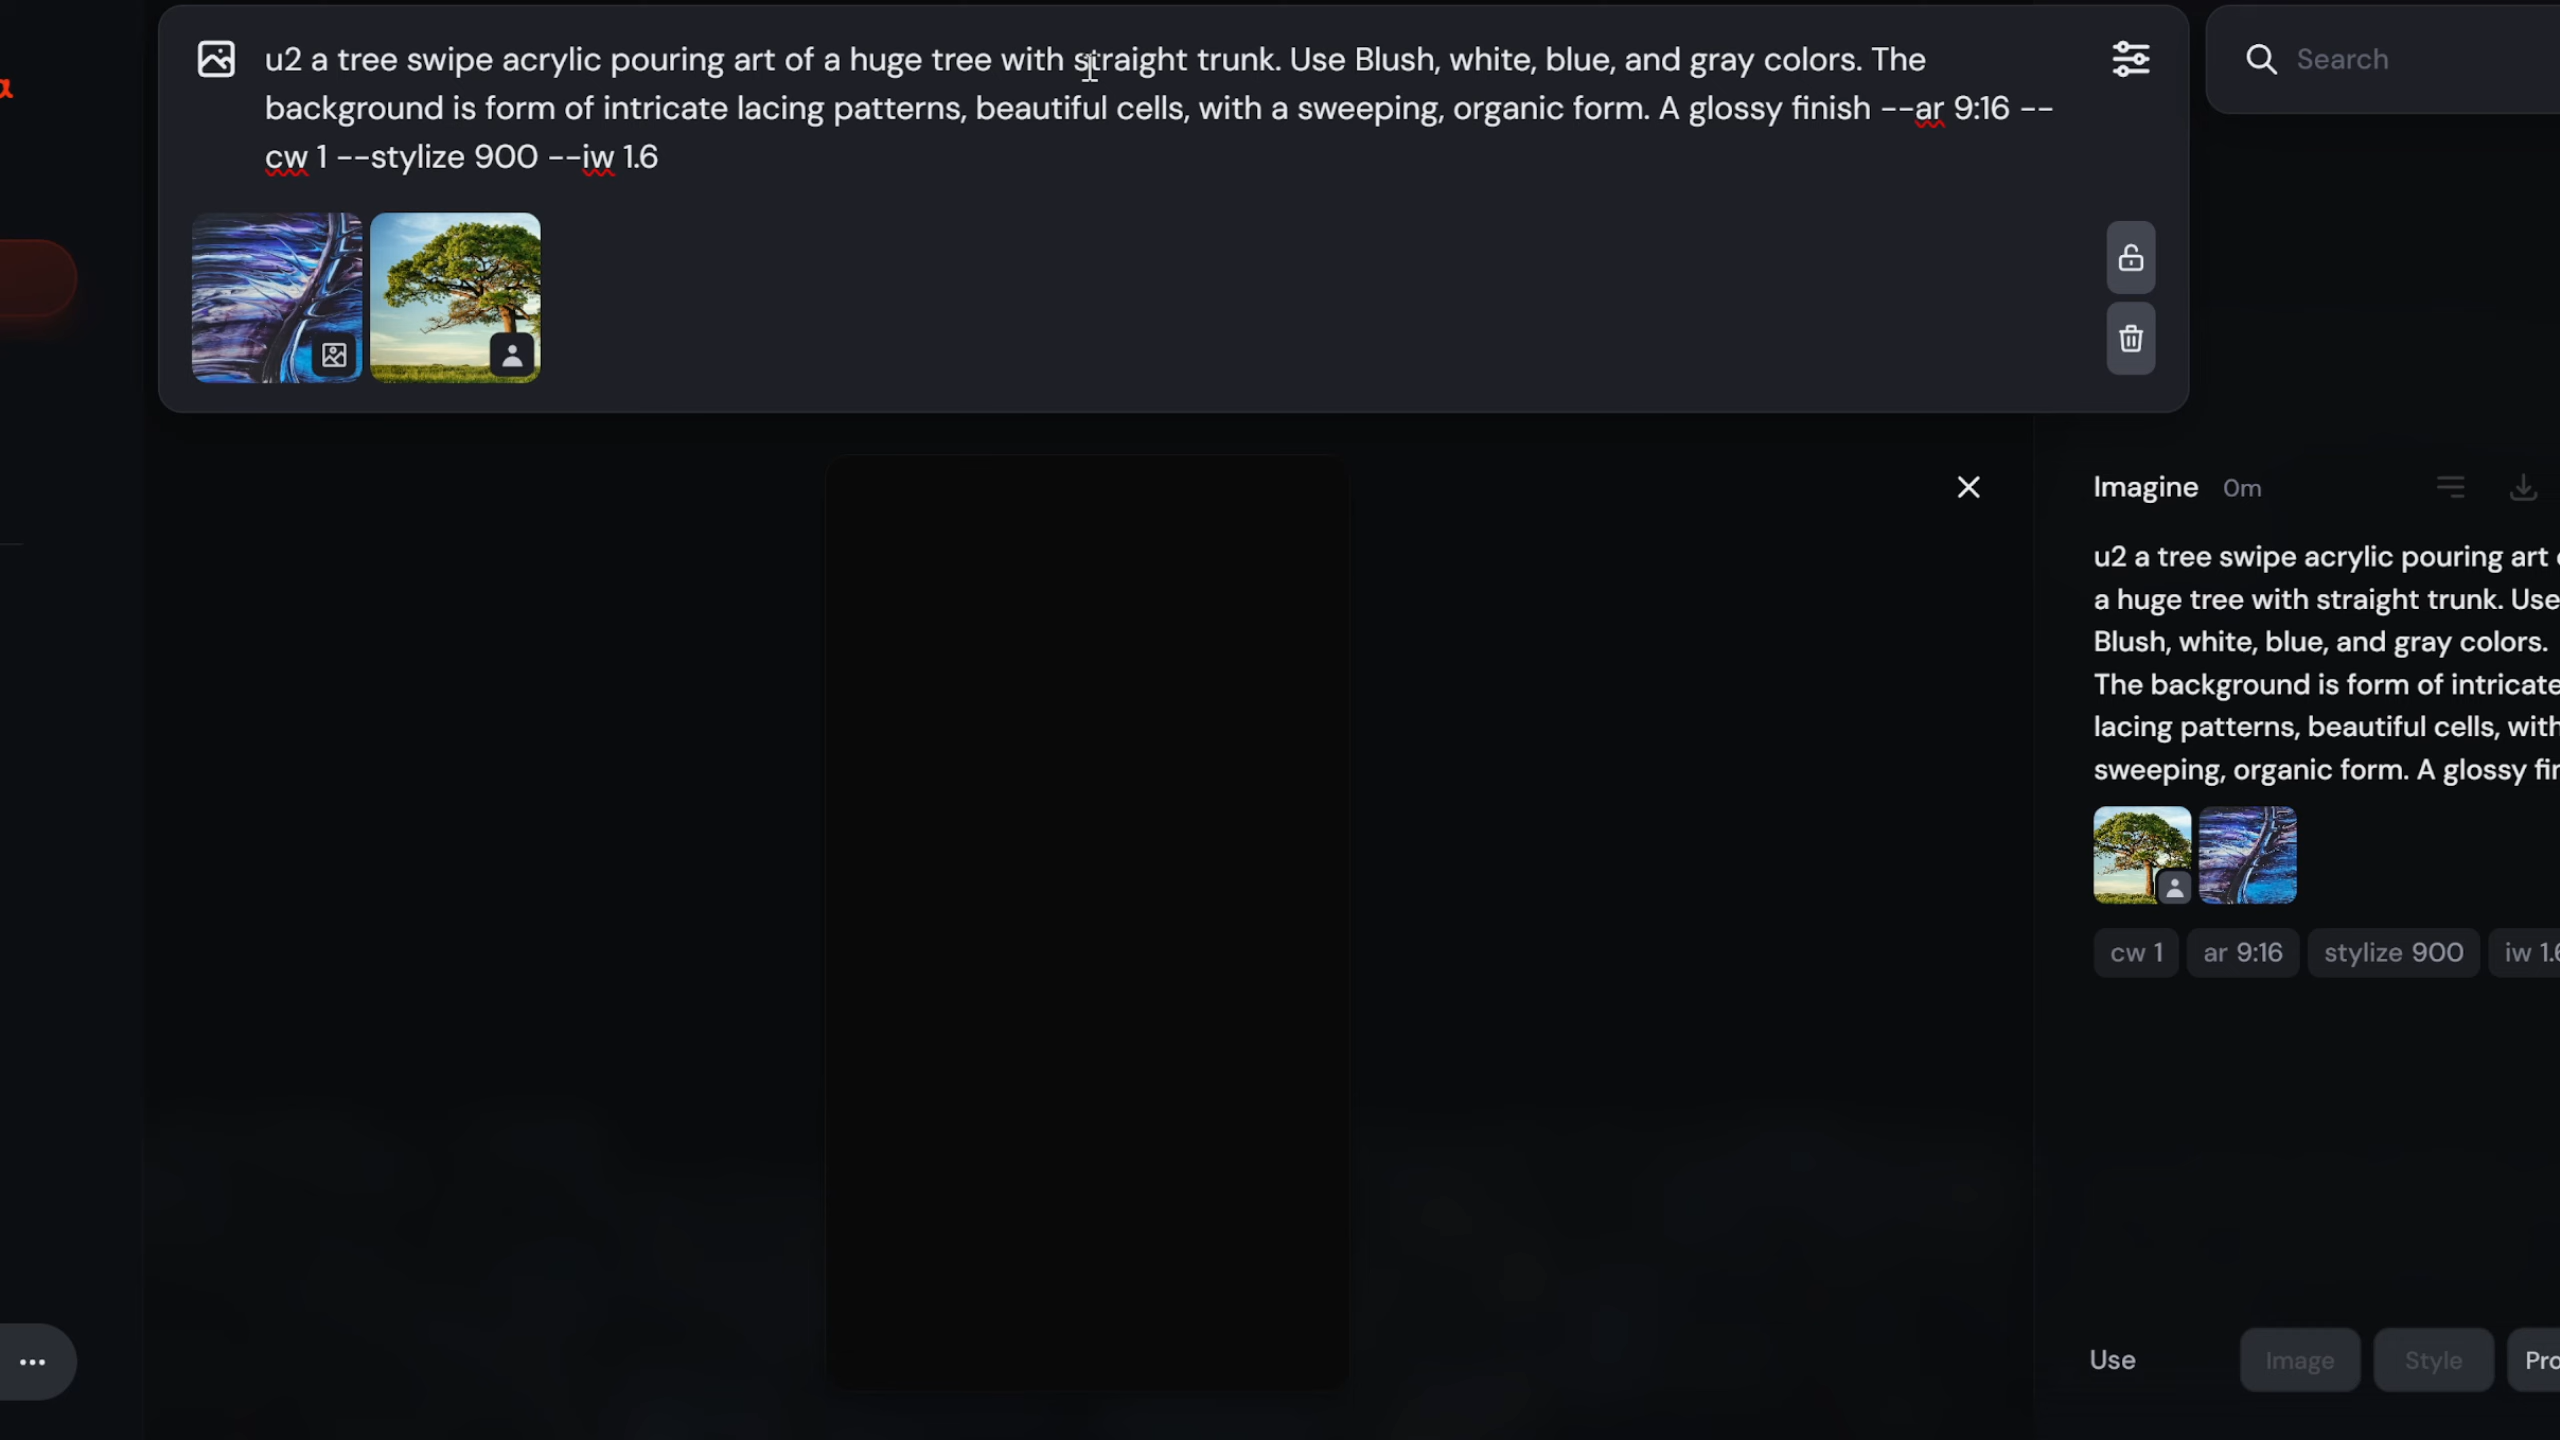 u2 a tree swipe acrylic pouring art of a huge tree with straight trunk. Use Blush, white, blue, and gray colors. The
background is form of intricate lacing patterns, beautiful cells, with a sweeping, organic form. A glossy finish --ar 9:16 --
cw 1 --stylize 900 --iw 1.6
Search
Imagine 0m
u2 a tree swipe acrylic pouring art
a huge tree with straight trunk. Use
Blush, white, blue, and gray colors.
The background is form of intricate
lacing patterns, beautiful cells, with
sweeping, organic form. A glossy
cw 1 ar 9:16 stylize 900 iw
Use Image Style